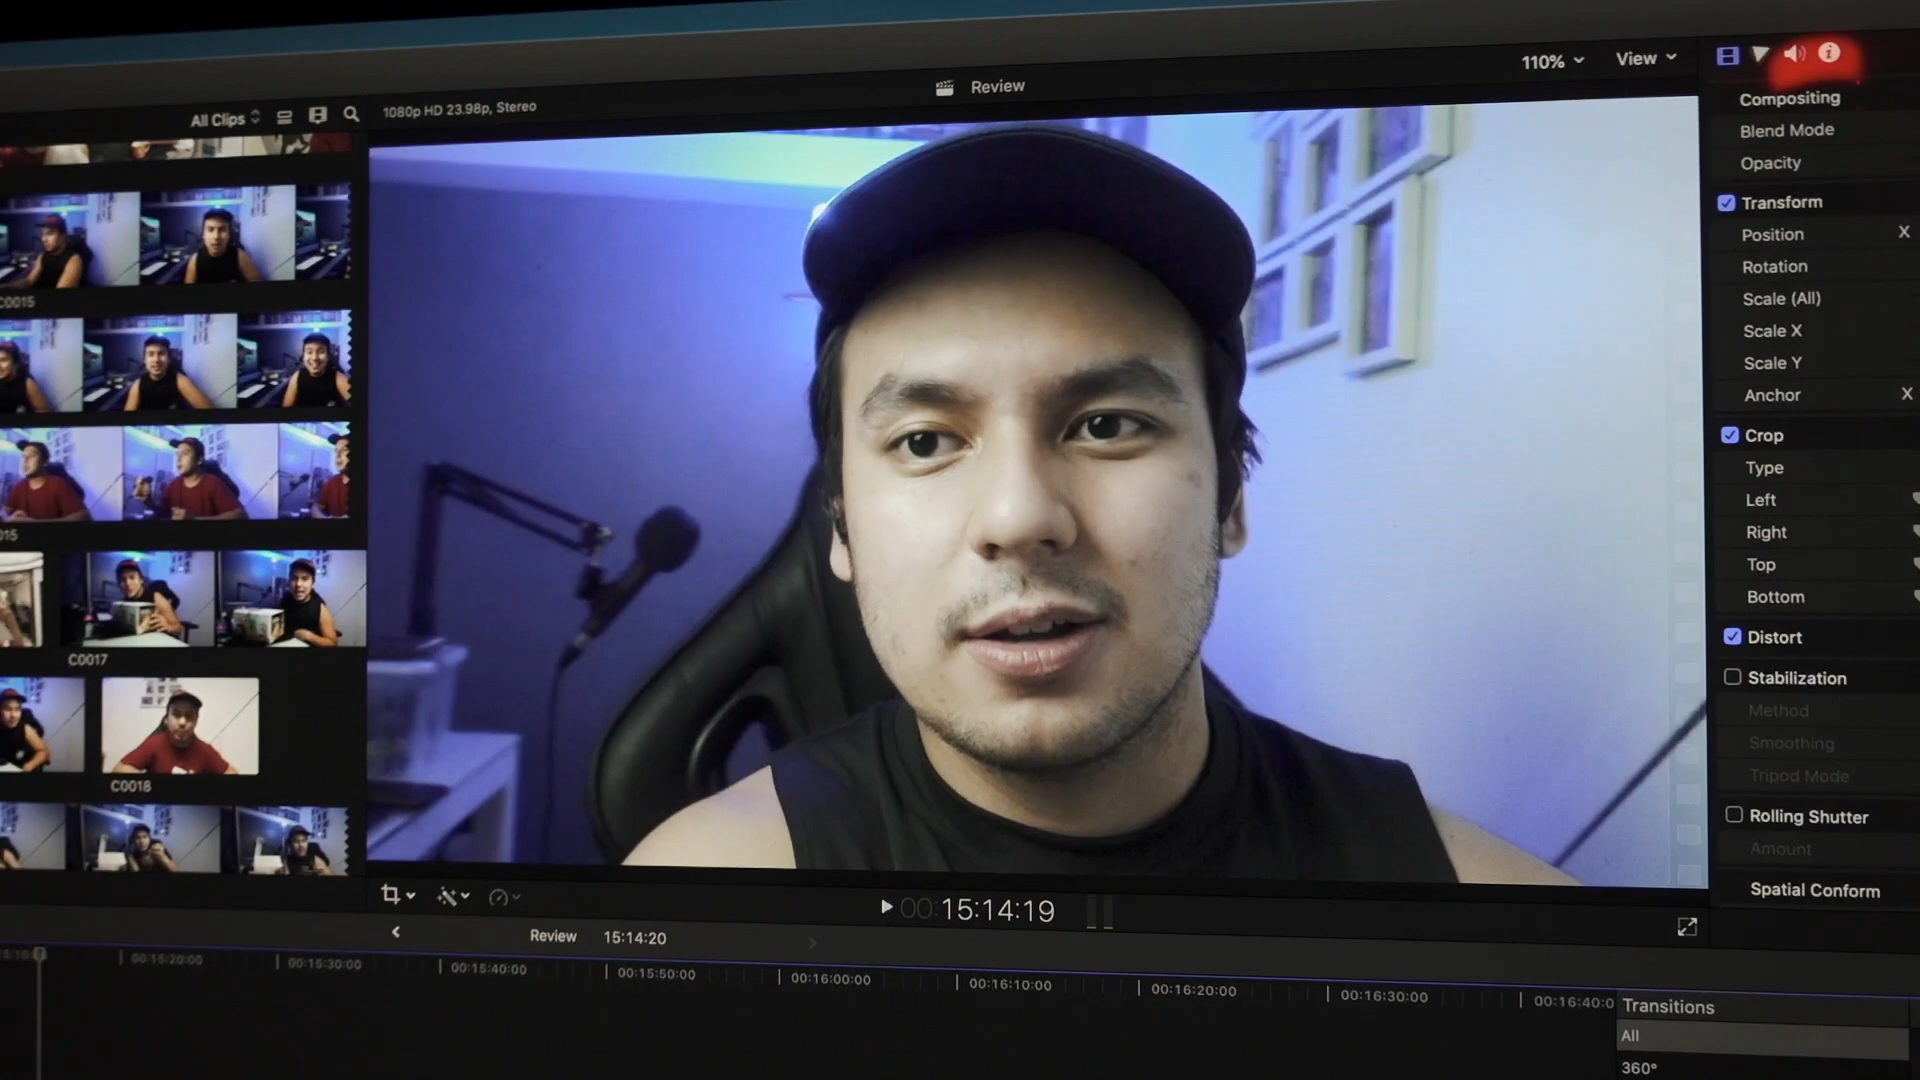 110%
View
Review
All Clips
1080p HD 23.98p, Stereo
Compositing
Blend Mode
Opacity
Transform
Position X
Rotation
Scale (All)
Scale X
Scale Y
Anchor X
Crop
Type
Left
Right
Top
Bottom
Distort
Stabilization
Method
Smoothing
Tripod Mode
Rolling Shutter
Amount
Spatial Conform
C0015
015
C0017
C0018
00:15:14:19
Review 15:14:20
00:15:20:00
00:15:30:00
00:15:40:00
00:15:50:00
00:16:00:00
00:16:10:00
00:16:20:00
00:16:30:00
00:16:40:0
Transitions
All
360°